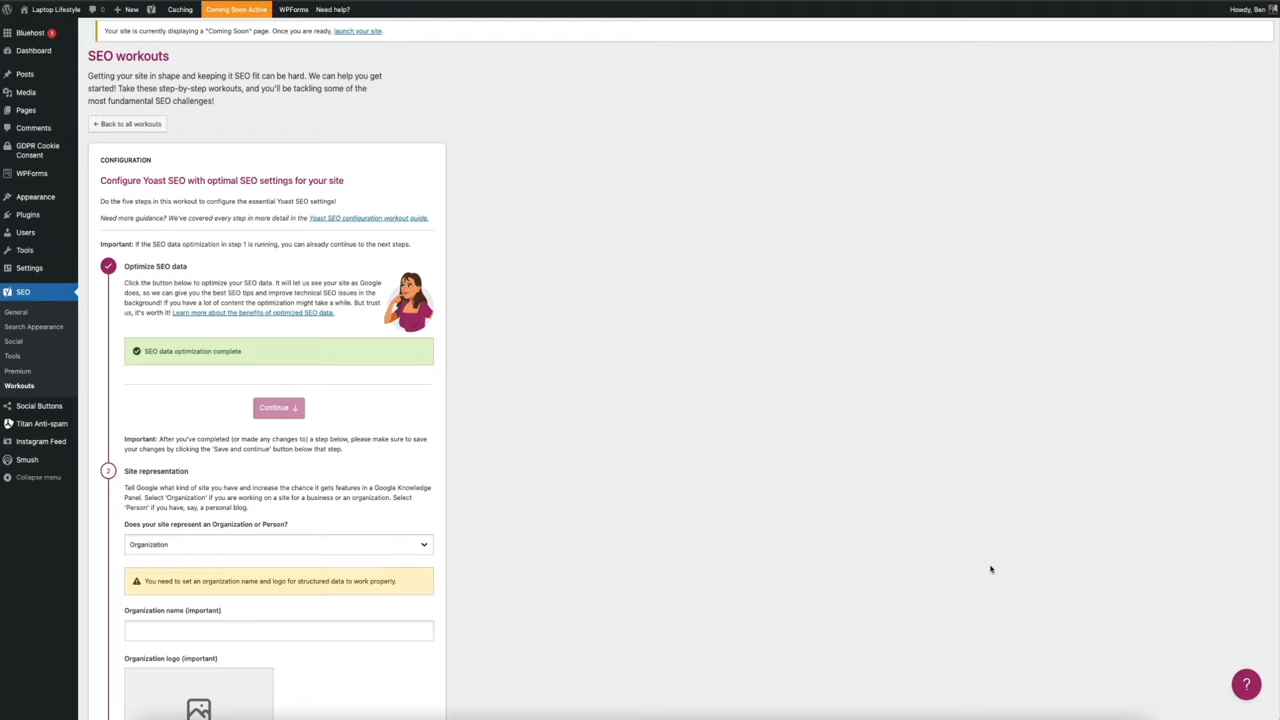 Laptop Lifestyle
0
+ New
Caching
Coming Soon Active
WPForms
Need help?
Howdy, Ben
Your site is currently displaying a "Coming Soon" page. Once you are ready, launch your site.
Bluehost 1
Dashboard
Posts
Media
Pages
Comments
GDPR Cookie
Consent
WPForms
Appearance
Plugins
Users
Tools
Settings
SEO
General
Search Appearance
Social
Tools
Premium
Workouts
Social Buttons
Titan Anti-spam
Instagram Feed
Smush
Collapse menu
SEO workouts
Getting your site in shape and keeping it SEO fit can be hard. We can help you get
started! Take these step-by-step workouts, and you'll be tackling some of the
most fundamental SEO challenges!
← Back to all workouts
CONFIGURATION
Configure Yoast SEO with optimal SEO settings for your site
Do the five steps in this workout to configure the essential Yoast SEO settings!
Need more guidance? We've covered every step in more detail in the Yoast SEO configuration workout guide.
Important: If the SEO data optimization in step 1 is running, you can already continue to the next steps.
Optimize SEO data
Click the button below to optimize your SEO data. It will let us see your site as Google
does, so we can give you the best SEO tips and improve technical SEO issues in the
background! If you have a lot of content the optimization might take a while. But trust
us, it's worth it! Learn more about the benefits of optimized SEO data.
SEO data optimization complete
Continue ↓
Important: After you've completed (or made any changes to) a step below, please make sure to save
your changes by clicking the 'Save and continue' button below that step.
2
Site representation
Tell Google what kind of site you have and increase the chance it gets features in a Google Knowledge
Panel. Select 'Organization' if you are working on a site for a business or an organization. Select
'Person' if you have, say, a personal blog.
Does your site represent an Organization or Person?
Organization
You need to set an organization name and logo for structured data to work properly.
Organization name (important)
Organization logo (important)
?